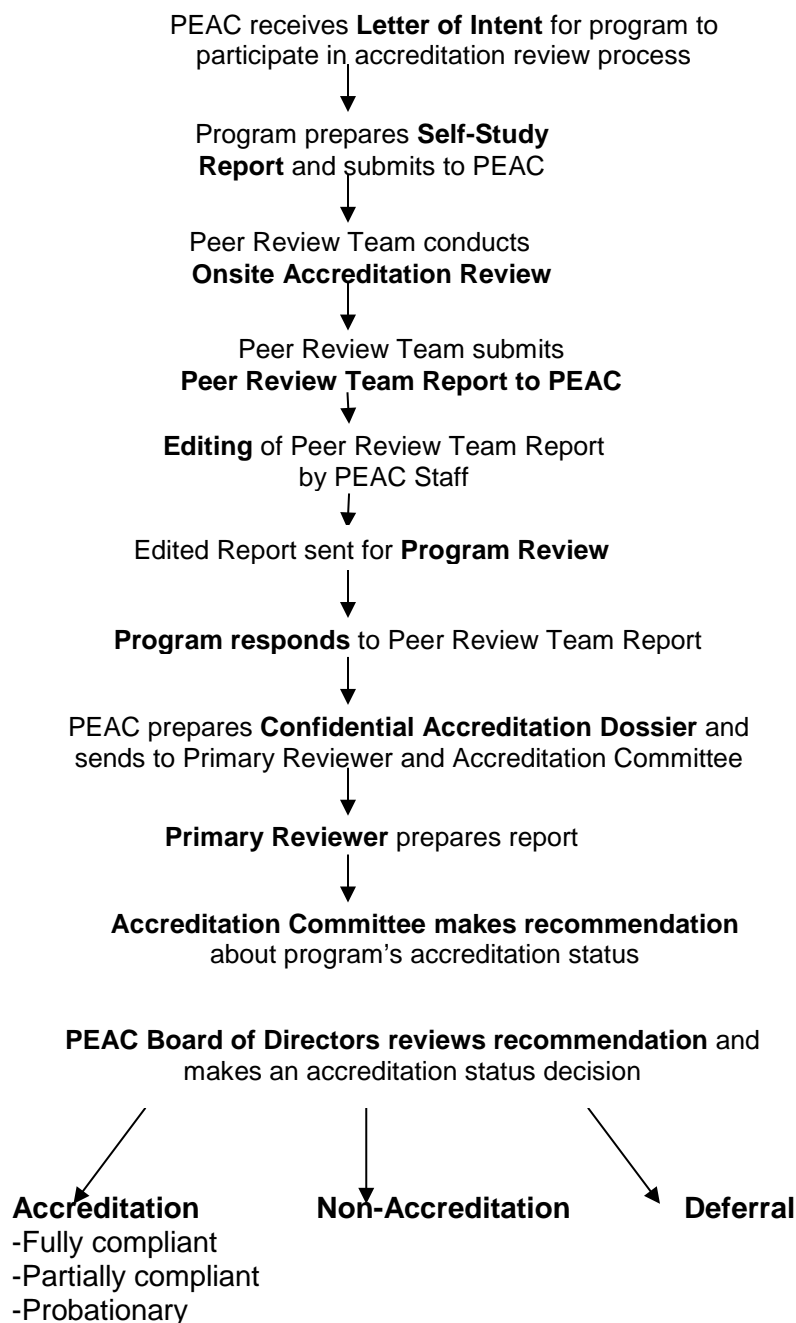 PEAC receives Letter of Intent for program to
participate in accreditation review process
Program prepares Self-Study
Report and submits to PEAC
Peer Review Team conducts
Onsite Accreditation Review
Peer Review Team submits
Peer Review Team Report to PEAC
Editing of Peer Review Team Report
by PEAC Staff
Edited Report sent for Program Review
Program responds to Peer Review Team Report
PEAC prepares Confidential Accreditation Dossier and
sends to Primary Reviewer and Accreditation Committee
Primary Reviewer prepares report
Accreditation Committee makes recommendation
about program's accreditation status
PEAC Board of Directors reviews recommendation and
makes an accreditation status decision
Accreditation Non-Accreditation Deferral
-Fully compliant
-Partially compliant
-Probationary